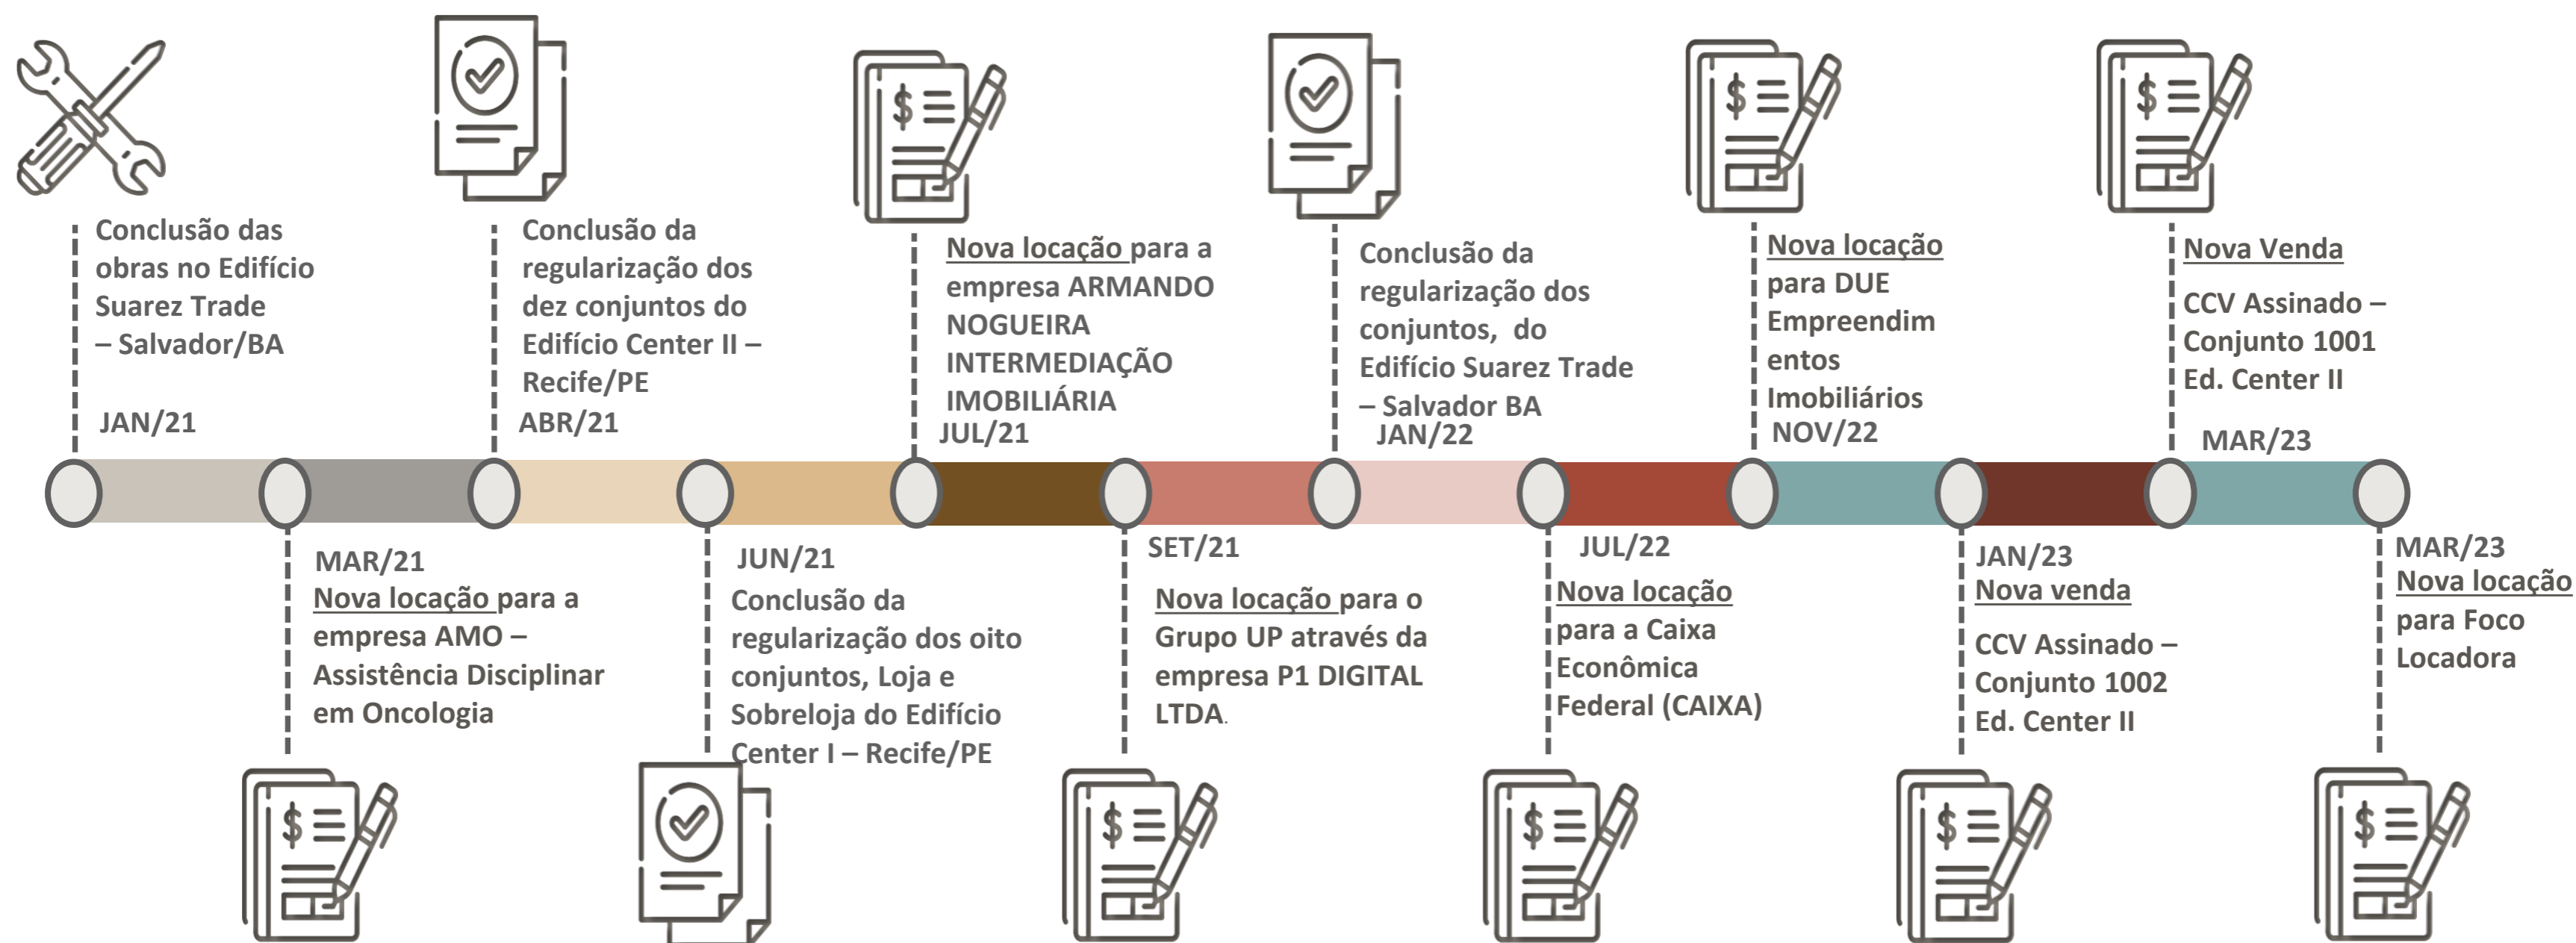 Conclusão das
obras no Edifício
Suarez Trade
– Salvador/BA
JAN/21
MAR/21
Nova locação para a
empresa AMO –
Assistência Disciplinar
em Oncologia
Conclusão da
regularização dos
dez conjuntos do
Edifício Center II –
Recife/PE
ABR/21
JUN/21
Conclusão da
regularização dos oito
conjuntos, Loja e
Sobreloja do Edifício
Center I – Recife/PE
Nova locação para a
empresa ARMANDO
NOGUEIRA
INTERMEDIAÇÃO
IMOBILIÁRIA
JUL/21
SET/21
Nova locação para o
Grupo UP através da
empresa P1 DIGITAL
LTDA.
Conclusão da
regularização dos
conjuntos, do
Edifício Suarez Trade
– Salvador BA
JAN/22
JUL/22
Nova locação
para a Caixa
Econômica
Federal (CAIXA)
Nova locação
para DUE
Empreendim
entos
Imobiliários
NOV/22
JAN/23
Nova venda
CCV Assinado –
Conjunto 1002
Ed. Center II
Nova Venda
CCV Assinado –
Conjunto 1001
Ed. Center II
MAR/23
MAR/23
Nova locação
para Foco
Locadora
$
$
$
$
$
$
$
$